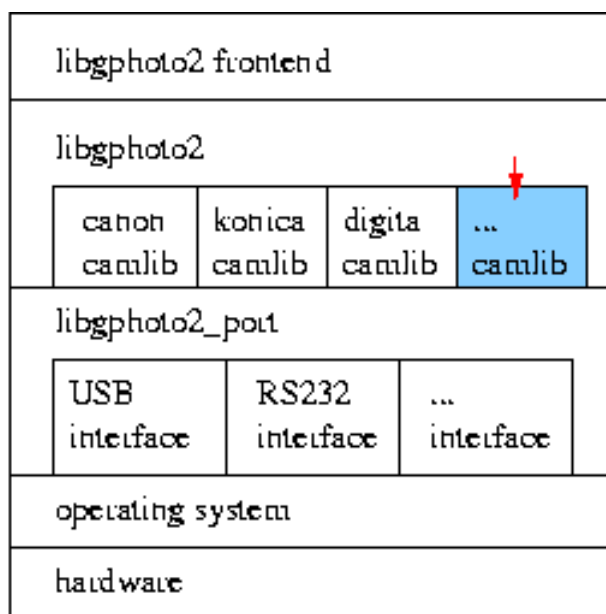 libgphoto2 frontend
libgphoto2
canon konica digita ...
camlib camlib camlib camlib
libgphoto2_port
USB RS232 ...
interface interface interface
operating system
hardware